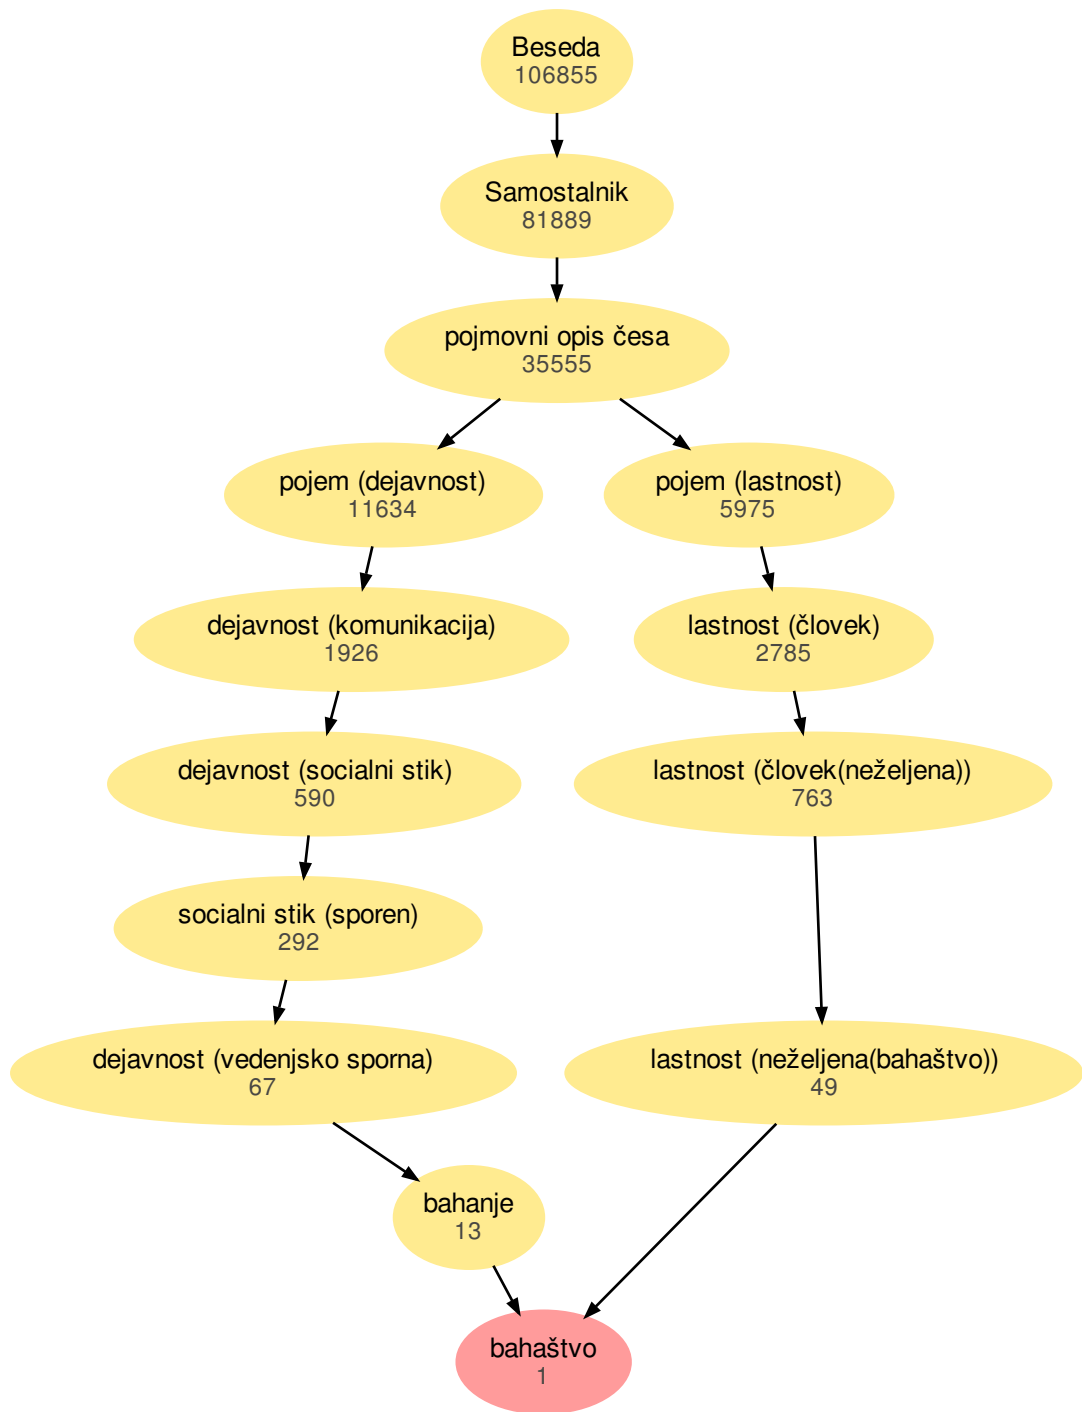 Beseda
106855
Samostalnik
81889
pojmovni opis česa
35555
pojem (dejavnost)
11634
pojem (lastnost)
5975
dejavnost (komunikacija)
1926
lastnost (človek)
2785
dejavnost (socialni stik)
590
lastnost (človek(neželjena))
763
socialni stik (sporen)
292
dejavnost (vedenjsko sporna)
67
lastnost (neželjena(bahaštvo))
49
bahanje
13
bahaštvo
1